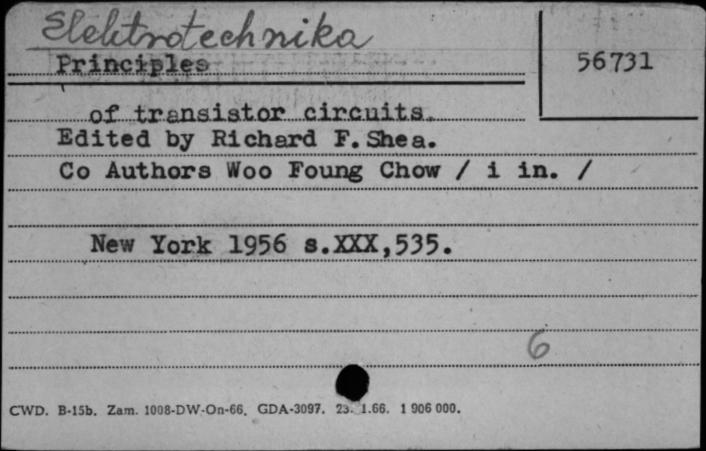 Elektrotechnika
Principles
56731
of transistor circuits.
Edited by Richard F.Shea.
Co Authors Woo Foung Chow / i in. /
New York 1956 s.XXX,535.
6
CWD. B-15b. Zam. 1008-DW-On-66. GDA-3097. 23. 1.66. 1 906 000.